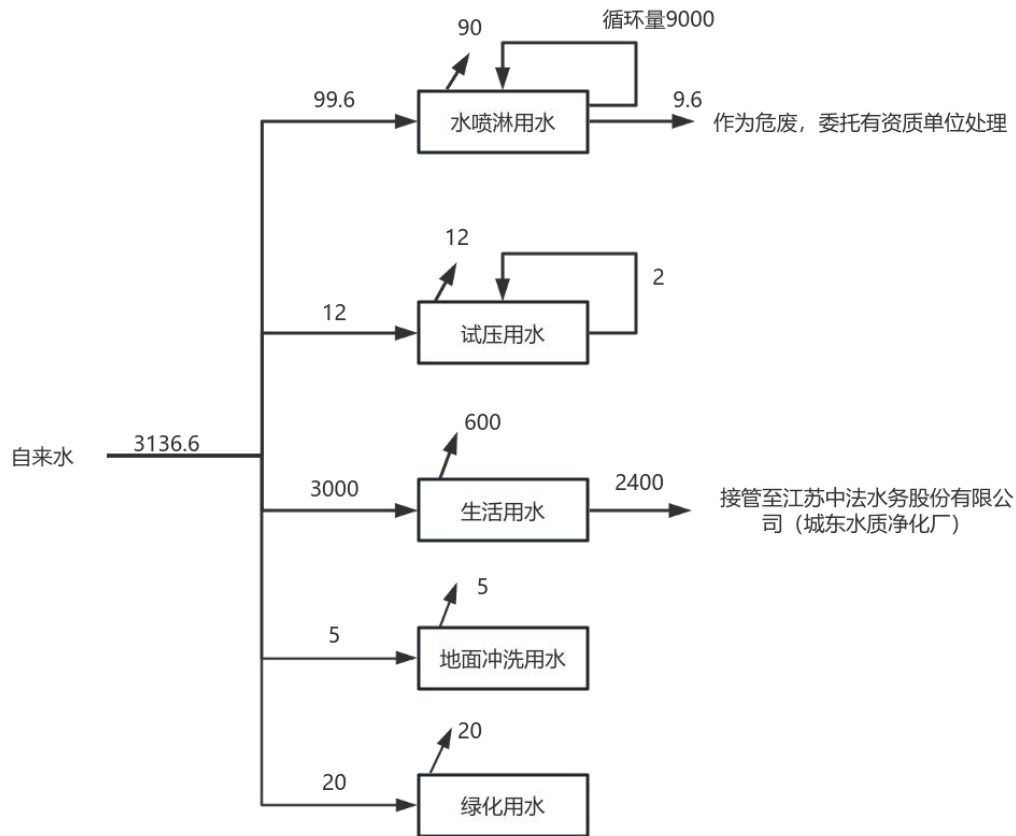 循环量9000
90
99.6
水喷淋用水
9.6
作为危废，委托有资质单位处理
12
2
12
试压用水
自来水
3136.6
600
3000
生活用水
2400
接管至江苏中法水务股份有限公
司（城东水质净化厂）
5
5
地面冲洗用水
20
20
绿化用水